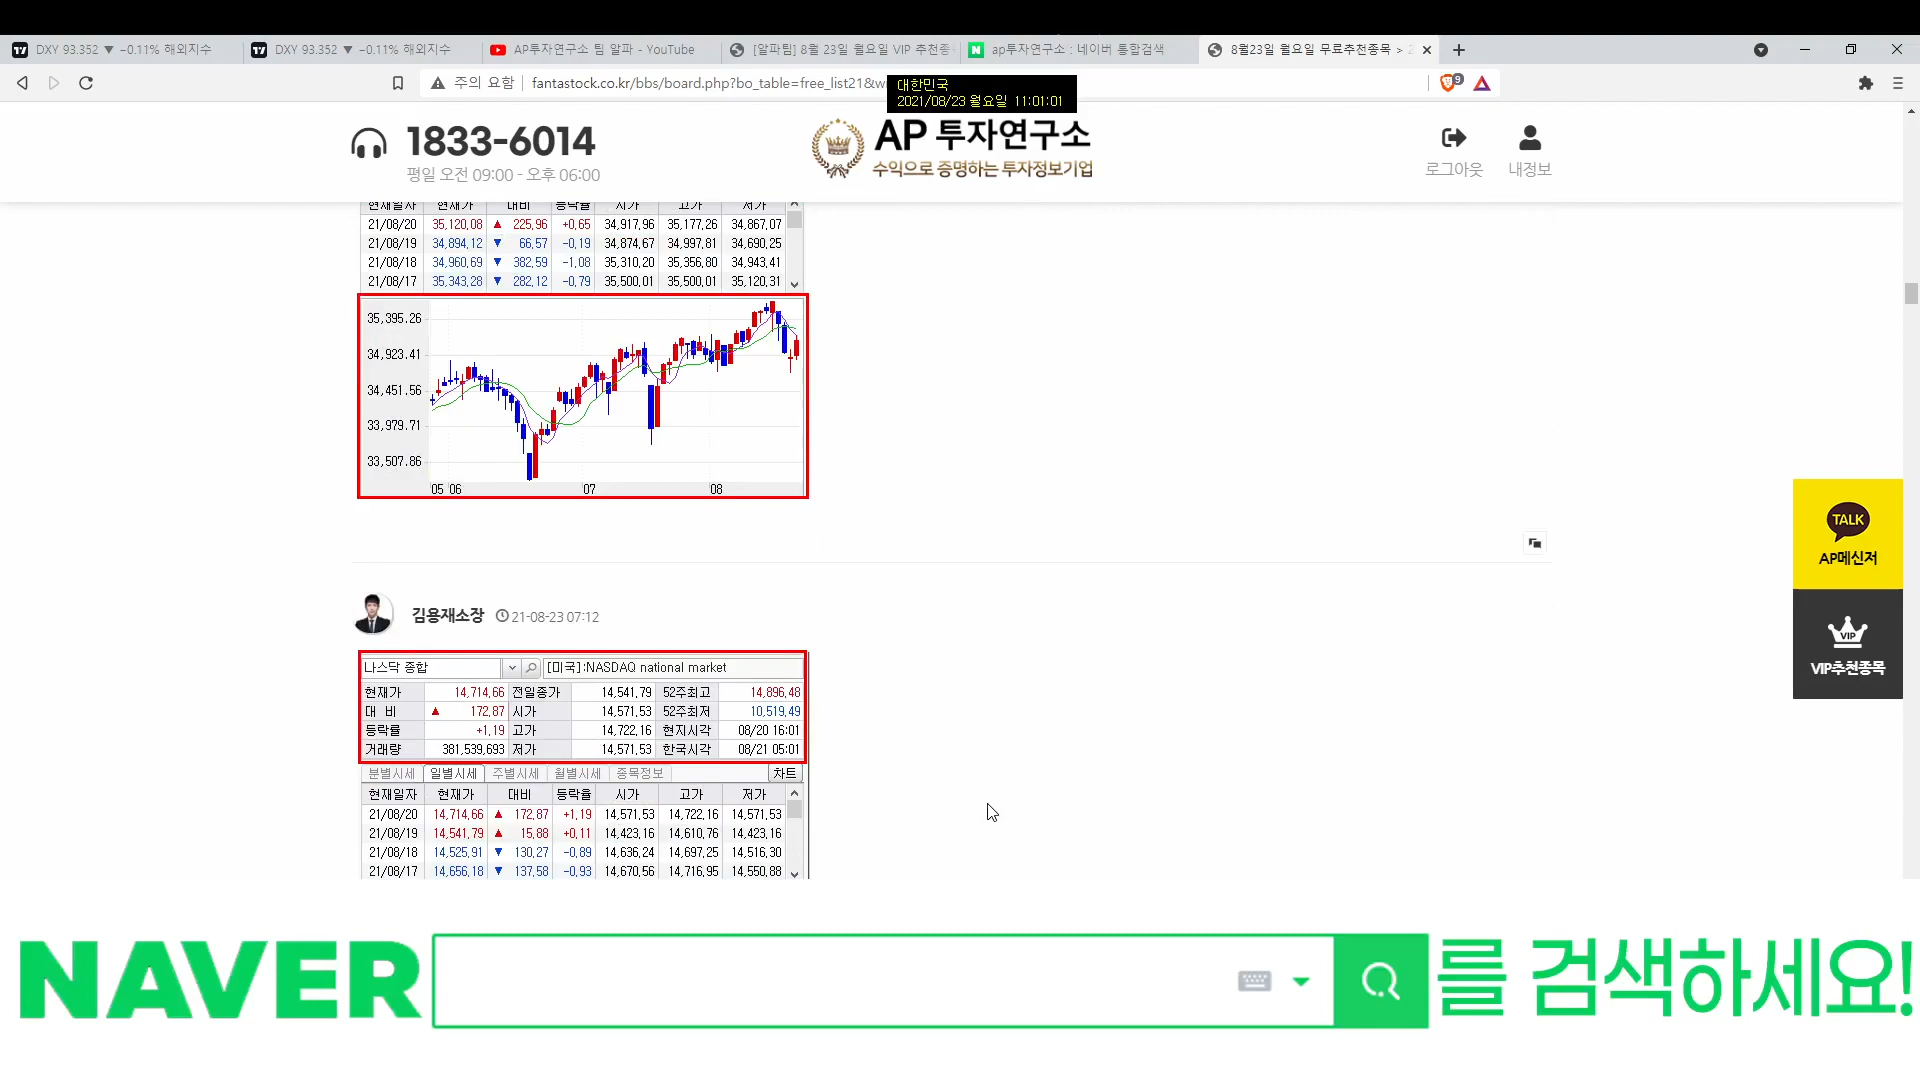 DXY 93.352 ▼ −0.11% 해외지수
DXY 93.352 ▼ −0.11% 해외지수
AP투자연구소 팀 알파 - YouTube
[알파팀] 8월 23일 월요일 VIP 추천종
ap투자연구소 : 네이버 통합검색
8월23일 월요일 무료추천종목 > 2
주의 요함
fantastock.co.kr/bbs/board.php?bo_table=free_list21&w
9
대한민국
2021/08/23 월요일 11:01:01
1833-6014
평일 오전 09:00 - 오후 06:00
AP 투자연구소
수익으로 증명하는 투자정보기업
로그아웃
내정보
현재일자 현재가 대비 등락률 시가 고가 저가
21/08/20 35,120.08 ▲ 225.96 +0.65 34,917.96 35,177.26 34,867.07
21/08/19 34,894.12 ▼ 66.57 -0.19 34,874.67 34,997.81 34,690.25
21/08/18 34,960.69 ▼ 382.59 -1.08 35,310.20 35,356.80 34,943.41
21/08/17 35,343.28 ▼ 282.12 -0.79 35,500.01 35,500.01 35,120.31
35,395.26
34,923.41
34,451.56
33,979.71
33,507.86
05 06 07 08
TALK
AP메신저
VIP
VIP추천종목
김용재소장 21-08-23 07:12
나스닥 종합 [미국]:NASDAQ national market
현재가 14,714.66 전일종가 14,541.79 52주최고 14,896.48
대 비 ▲ 172.87 시가 14,571.53 52주최저 10,519.49
등락률 +1.19 고가 14,722.16 현지시각 08/20 16:01
거래량 381,539,693 저가 14,571.53 한국시각 08/21 05:01
분별시세 일별시세 주별시세 월별시세 종목정보 차트
현재일자 현재가 대비 등락률 시가 고가 저가
21/08/20 14,714.66 ▲ 172.87 +1.19 14,571.53 14,722.16 14,571.53
21/08/19 14,541.79 ▲ 15.88 +0.11 14,423.16 14,610.76 14,423.16
21/08/18 14,525.91 ▼ 130.27 -0.89 14,636.24 14,697.25 14,516.30
21/08/17 14,656.18 ▼ 137.58 -0.93 14,670.56 14,716.95 14,550.88
NAVER 를 검색하세요!